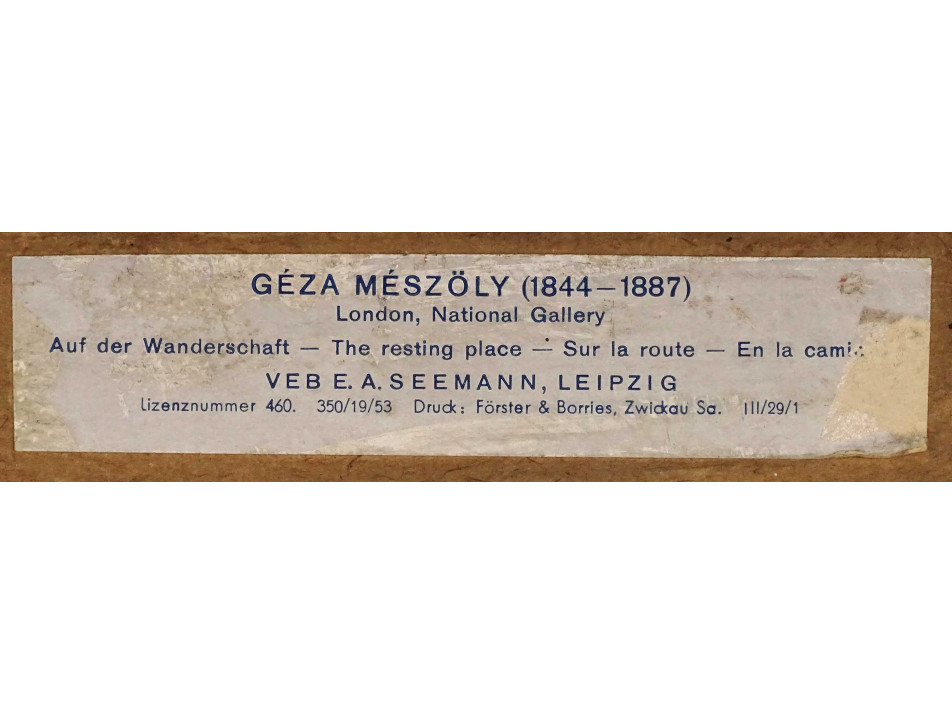 GÉZA MÉSZÖLY (1844–1887)
London, National Gallery
Auf der Wanderschaft — The resting place — Sur la route — En la
VEB E. A. SEEMANN, LEIPZIG
Lizenznummer 460. 350/19/53 Druck: Förster & Borries, Zwickau Sa. III/29/1